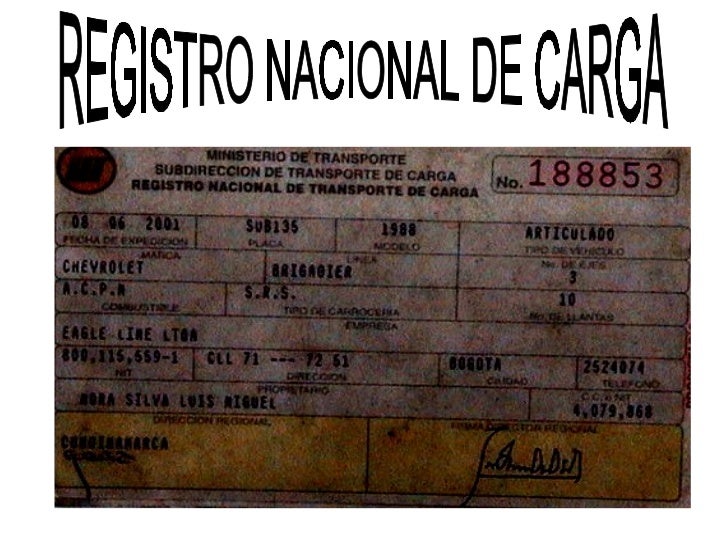 REGISTRO NACIONAL DE CARGA
MINISTERIO DE TRANSPORTE
SUBDIRECCION DE TRANSPORTE DE CARGA
REGISTRO NACIONAL DE TRANSPORTE DE CARGA
No. 188853
08 06 2001 SUB135 1988 ARTICULADO
FECHA DE EXPEDICION PLACA MODELO TIPO DE VEHICULO
MARCA LINEA No. DE EJES
CHEVROLET BRIGADIER 3
A.C.P.M S.R.S. 10
COMBUSTIBLE TIPO DE CARROCERIA No. DE LLANTAS
EMPRESA
EAGLE LINE LTDA
800,115,559-1 CLL 71 --- 72 51 BOGOTA 2524074
NIT DIRECCION CIUDAD TELEFONO
PROPIETARIO C.C. o NIT
MORA SILVA LUIS MIGUEL 4,079,868
DIRECCION REGIONAL FIRMA DIRECTOR REGIONAL
CUNDINAMARCA